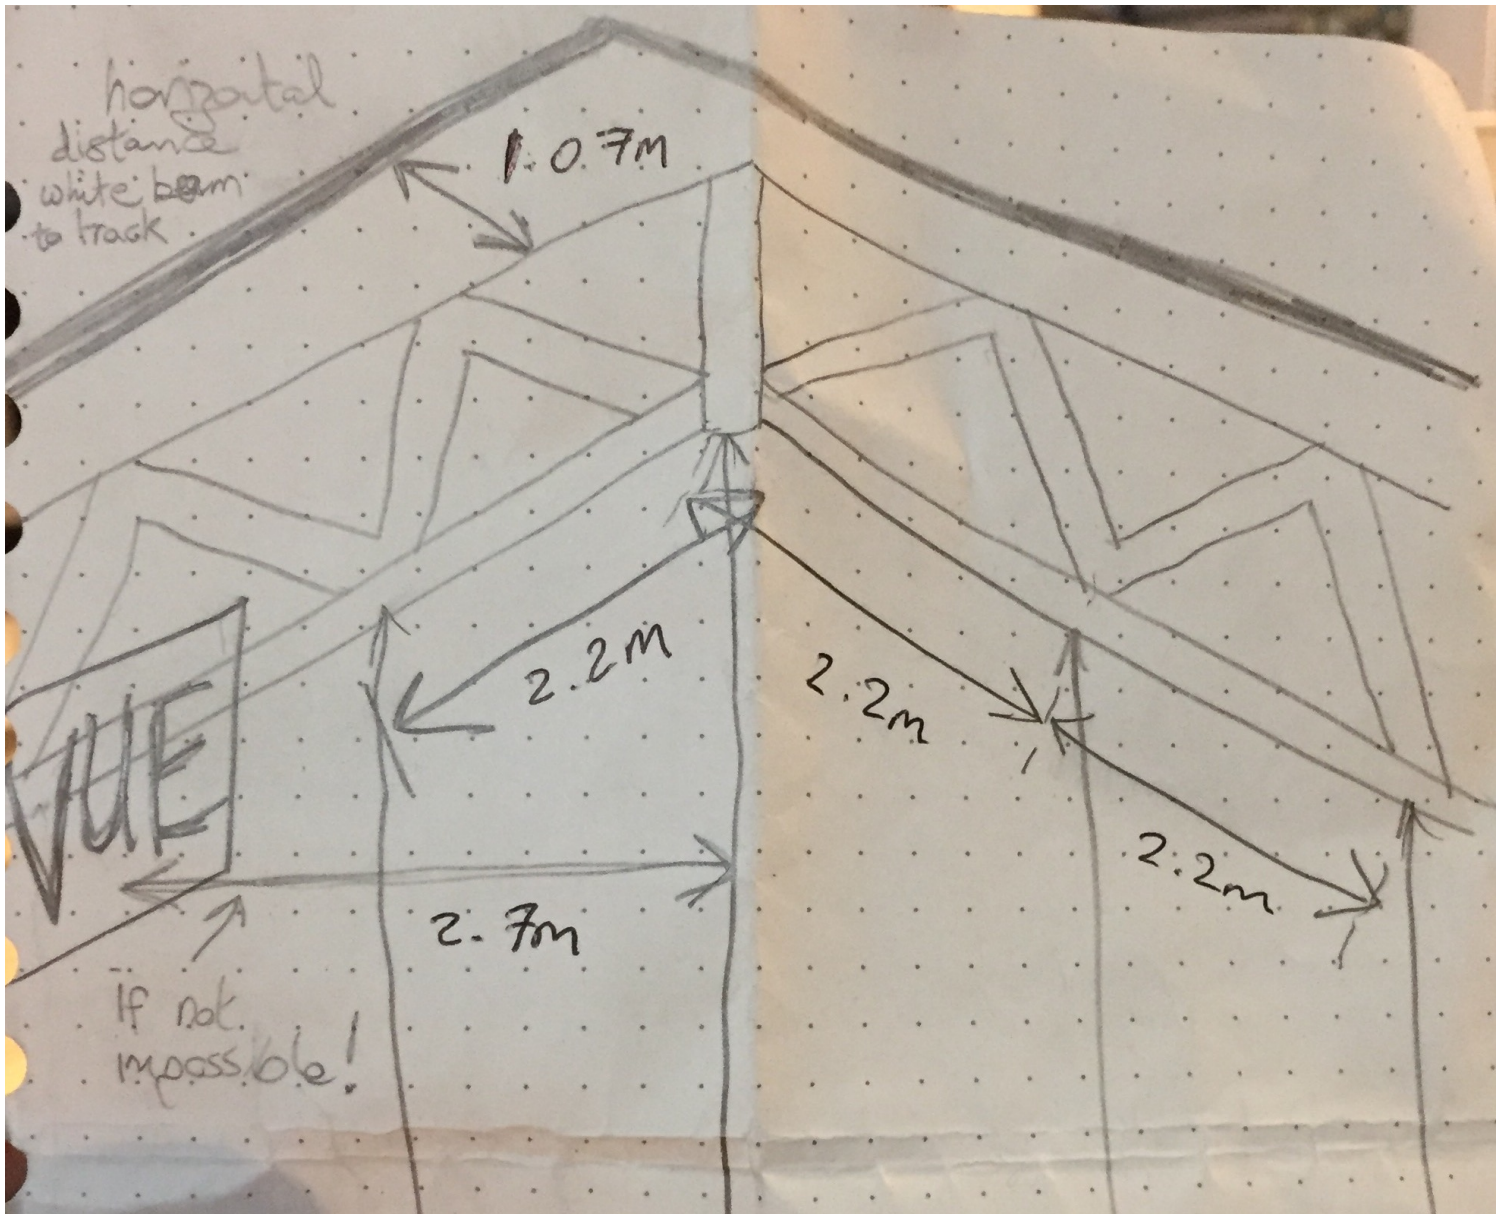 horizontal
distance
white beam
to track
1.07m
2.2m
2.2m
2.2m
VUE
2.7m
If not
impossible!